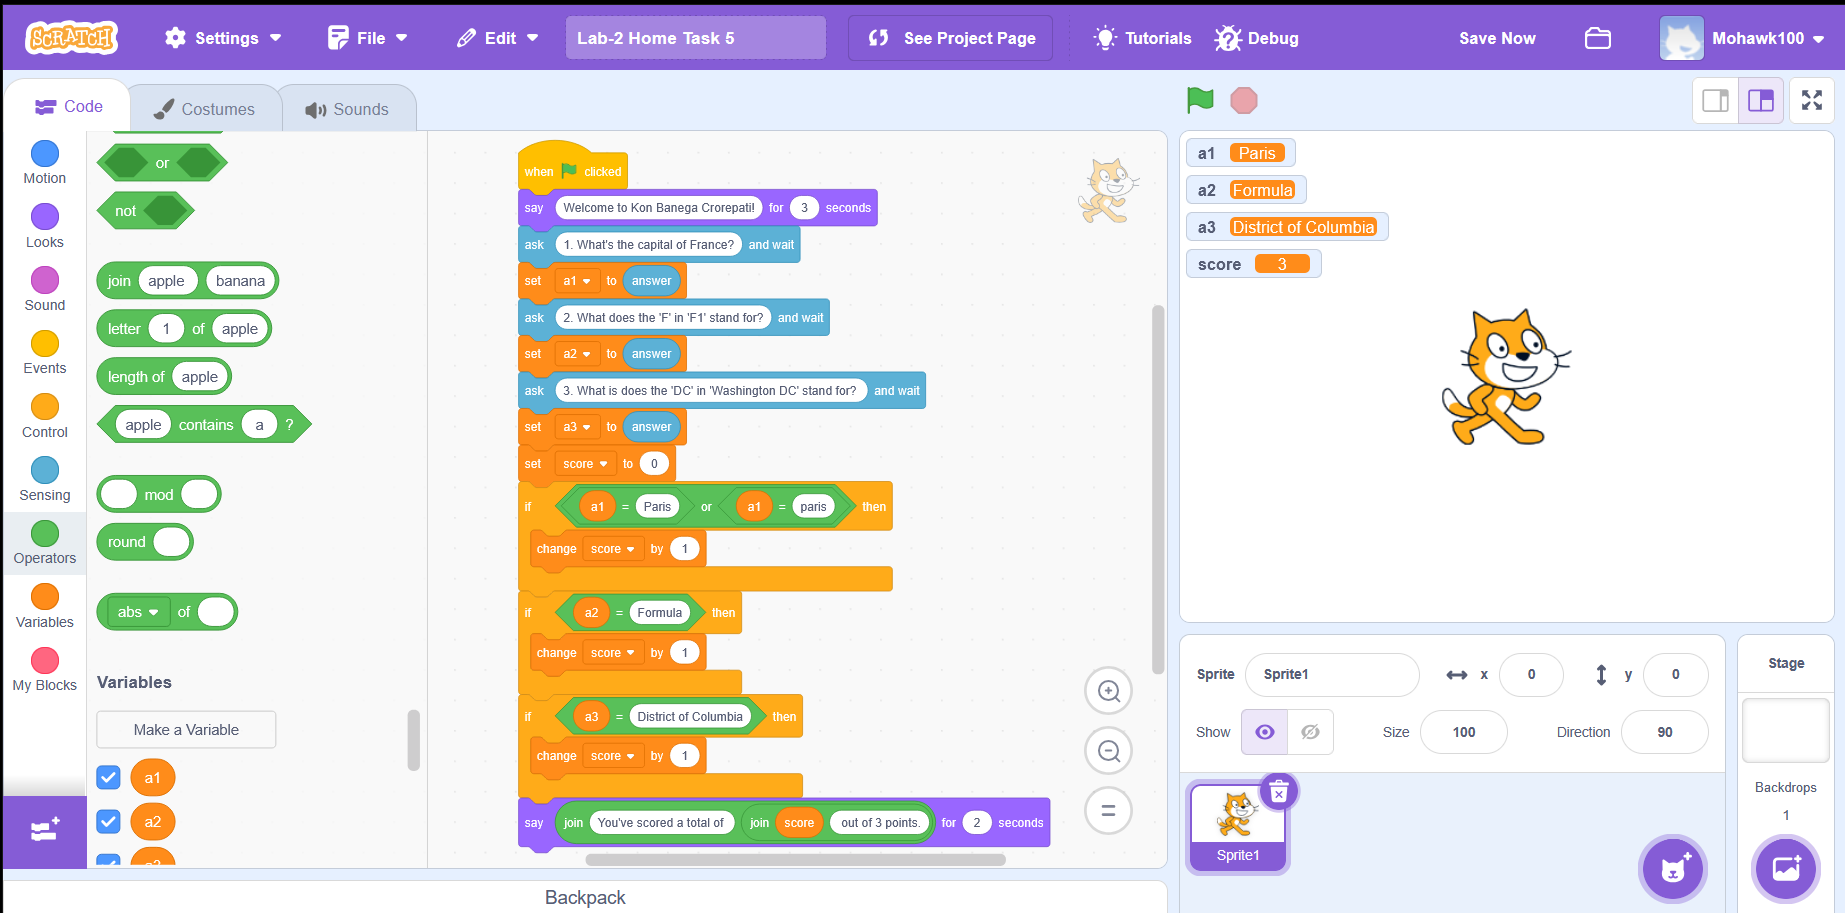 SCRATCH Settings File Edit Lab-2 Home Task 5 See Project Page Tutorials Debug Save Now Mohawk100
Code Costumes Sounds
Motion
Looks
Sound
Events
Control
Sensing
Operators
Variables
My Blocks
or
not
join apple banana
letter 1 of apple
length of apple
apple contains a ?
mod
round
abs of
Variables
Make a Variable
a1
a2
a3
when clicked
say Welcome to Kon Banega Crorepati! for 3 seconds
ask 1. What's the capital of France? and wait
set a1 to answer
ask 2. What does the 'F' in 'F1' stand for? and wait
set a2 to answer
ask 3. What is does the 'DC' in 'Washington DC' stand for? and wait
set a3 to answer
set score to 0
if a1 = Paris or a1 = paris then
change score by 1
if a2 = Formula then
change score by 1
if a3 = District of Columbia then
change score by 1
say join You've scored a total of join score out of 3 points. for 2 seconds
Backpack
a1 Paris
a2 Formula
a3 District of Columbia
score 3
Sprite Sprite1 x 0 y 0
Show Size 100 Direction 90
Sprite1
Stage
Backdrops
1